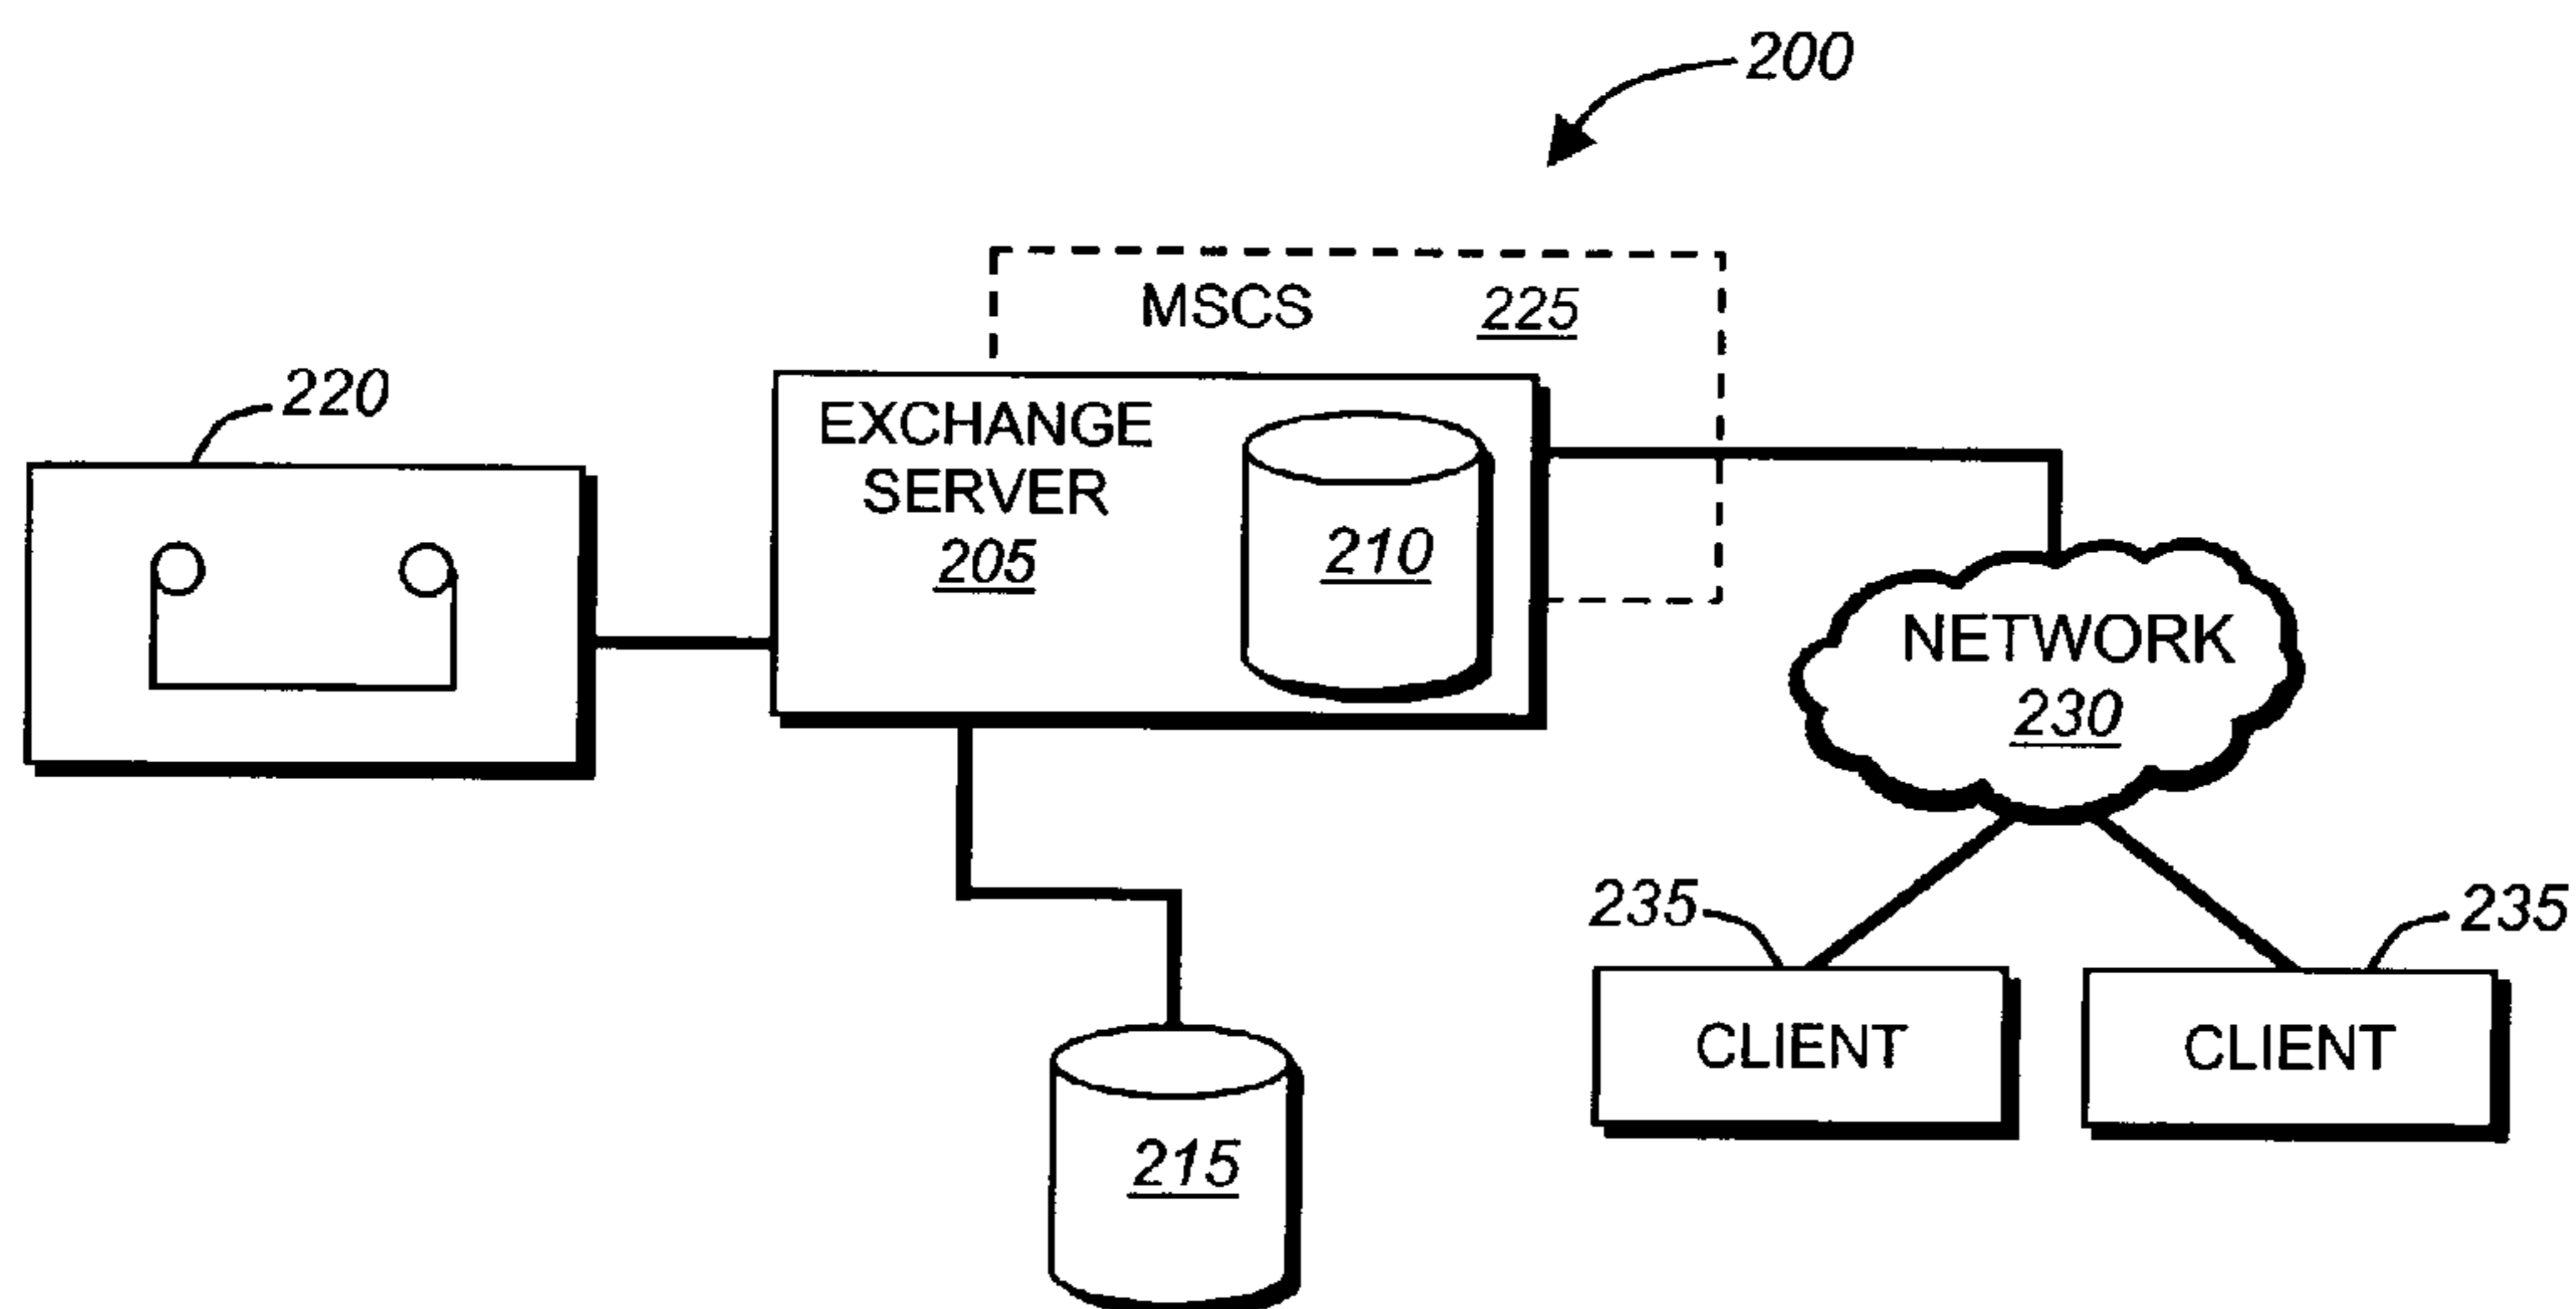 200
MSCS 225
220
EXCHANGE
SERVER
205
210
NETWORK
230
235
235
CLIENT
CLIENT
215